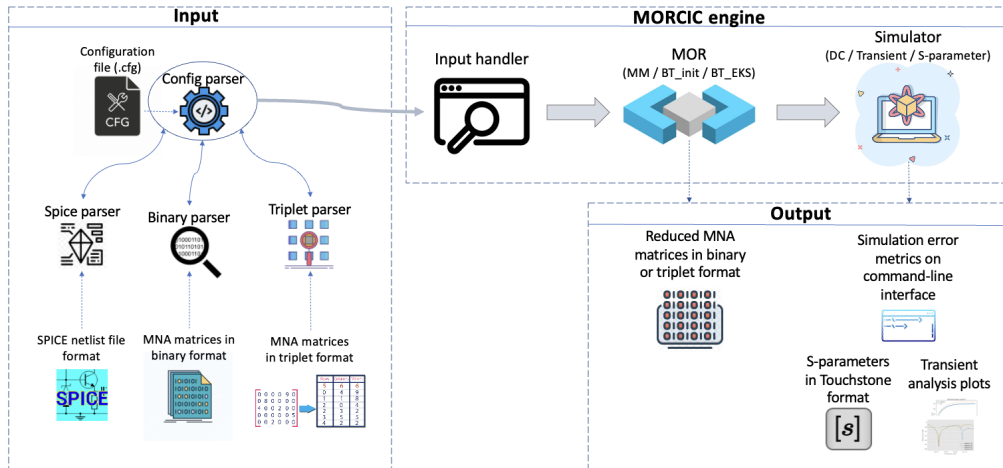 Input
Configuration
file (.cfg)
Config parser
CFG
</>
Spice parser
Binary parser
Triplet parser
SPICE netlist file
format
SPICE
MNA matrices in
binary format
MNA matrices
in triplet format
MORCIC engine
Input handler
MOR
(MM / BT_init / BT_EKS)
Simulator
(DC / Transient / S-parameter)
Output
Reduced MNA
matrices in binary
or triplet format
Simulation error
metrics on
command-line
interface
S-parameters
in Touchstone
format
[s]
Transient
analysis plots